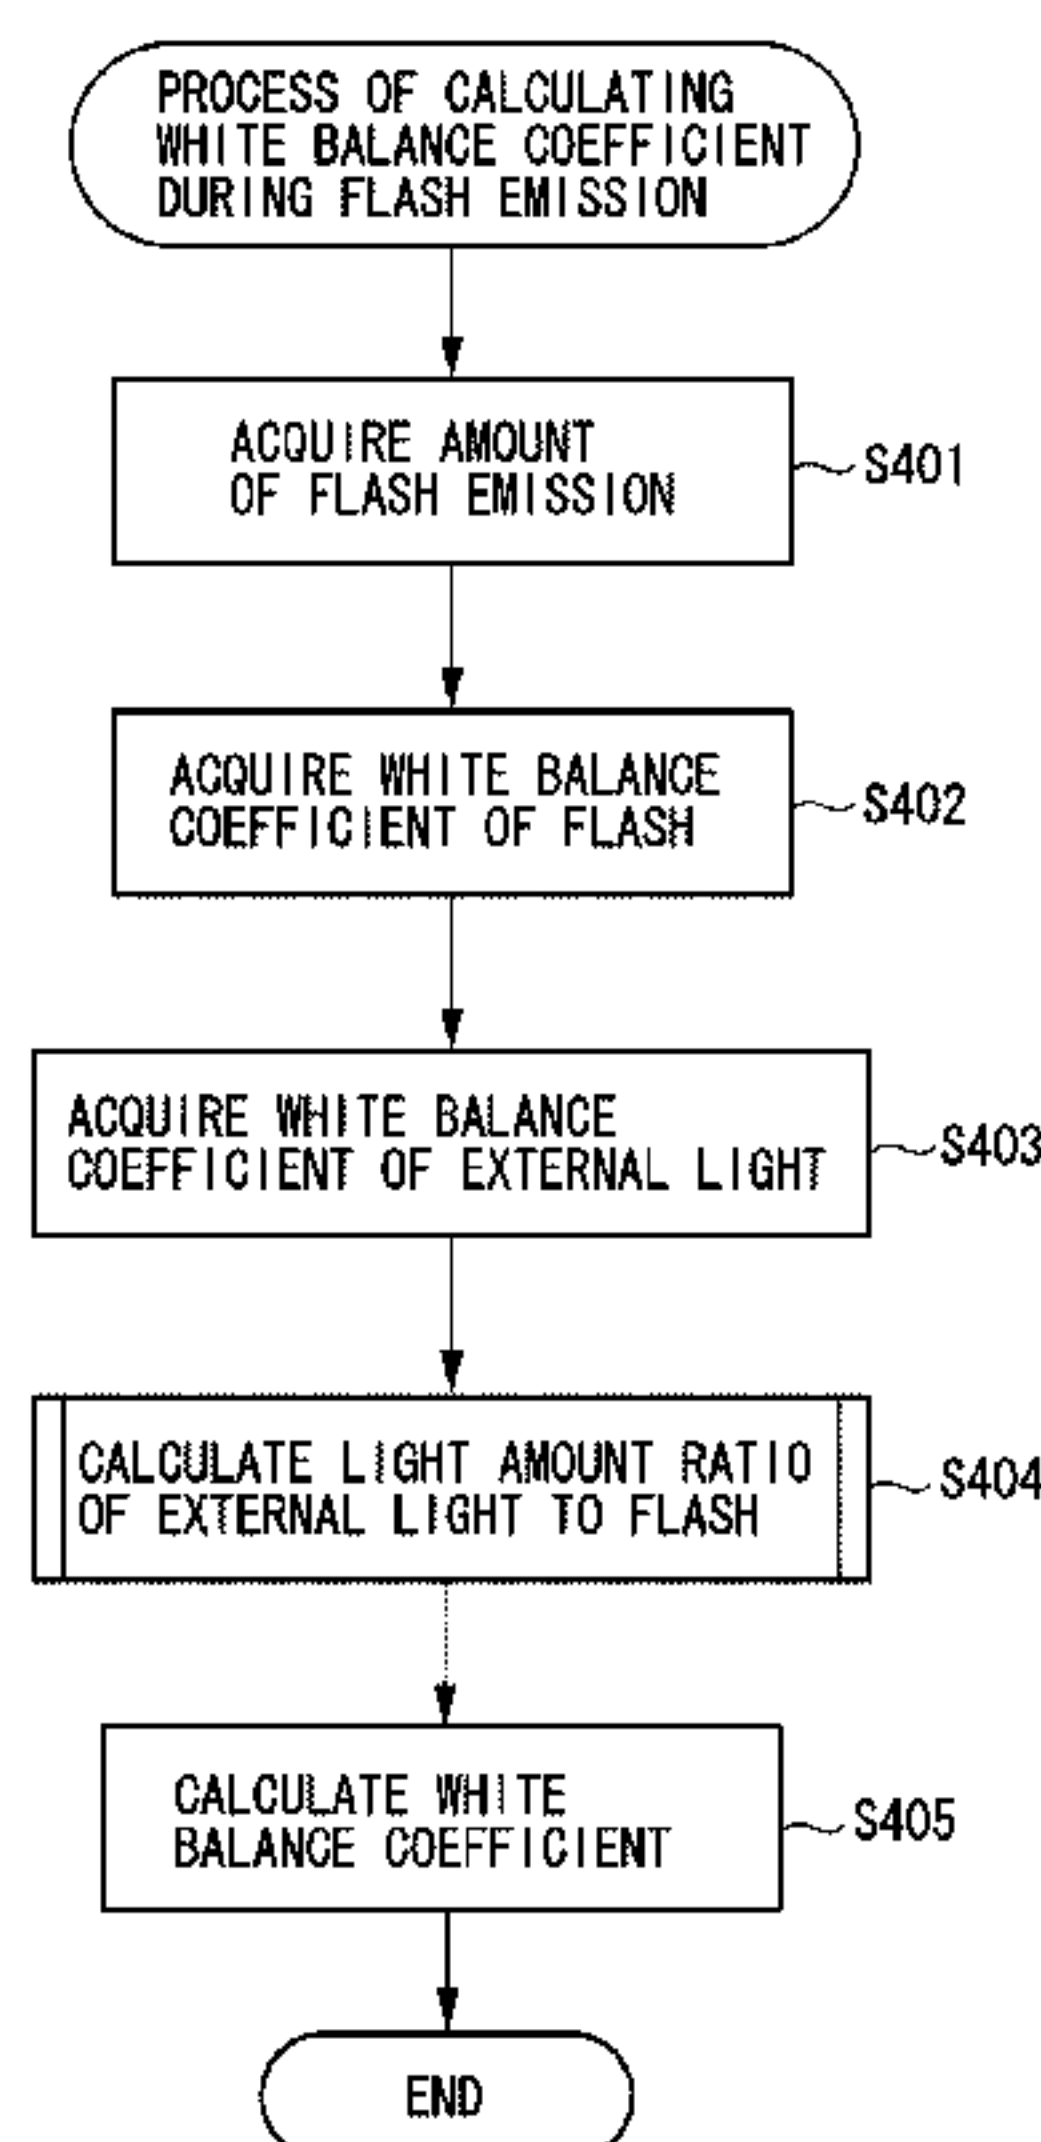 PROCESS OF CALCULATING
WHITE BALANCE COEFFICIENT
DURING FLASH EMISSION
ACQUIRE AMOUNT
OF FLASH EMISSION
S401
ACQUIRE WHITE BALANCE
COEFFICIENT OF FLASH
S402
ACQUIRE WHITE BALANCE
COEFFICIENT OF EXTERNAL LIGHT
S403
CALCULATE LIGHT AMOUNT RATIO
OF EXTERNAL LIGHT TO FLASH
S404
CALCULATE WHITE
BALANCE COEFFICIENT
S405
END